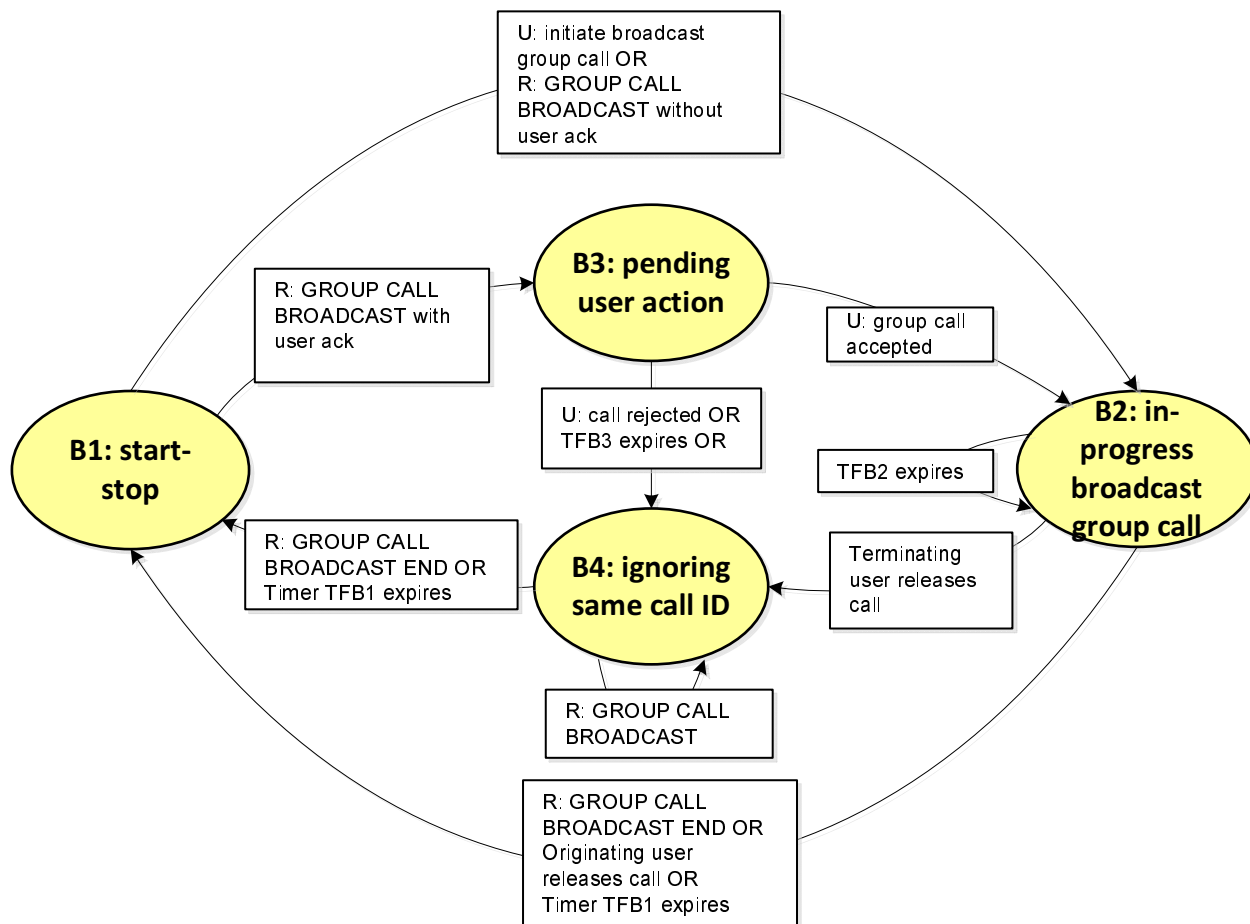 U: initiate broadcast
group call OR
R: GROUP CALL
BROADCAST without
user ack
B3: pending
user action
R: GROUP CALL
BROADCAST with
user ack
U: group call
accepted
B1: start-
stop
U: call rejected OR
TFB3 expires OR
B2: in-
progress
broadcast
group call
TFB2 expires
R: GROUP CALL
BROADCAST END OR
Timer TFB1 expires
B4: ignoring
same call ID
Terminating
user releases
call
R: GROUP CALL
BROADCAST
R: GROUP CALL
BROADCAST END OR
Originating user
releases call OR
Timer TFB1 expires